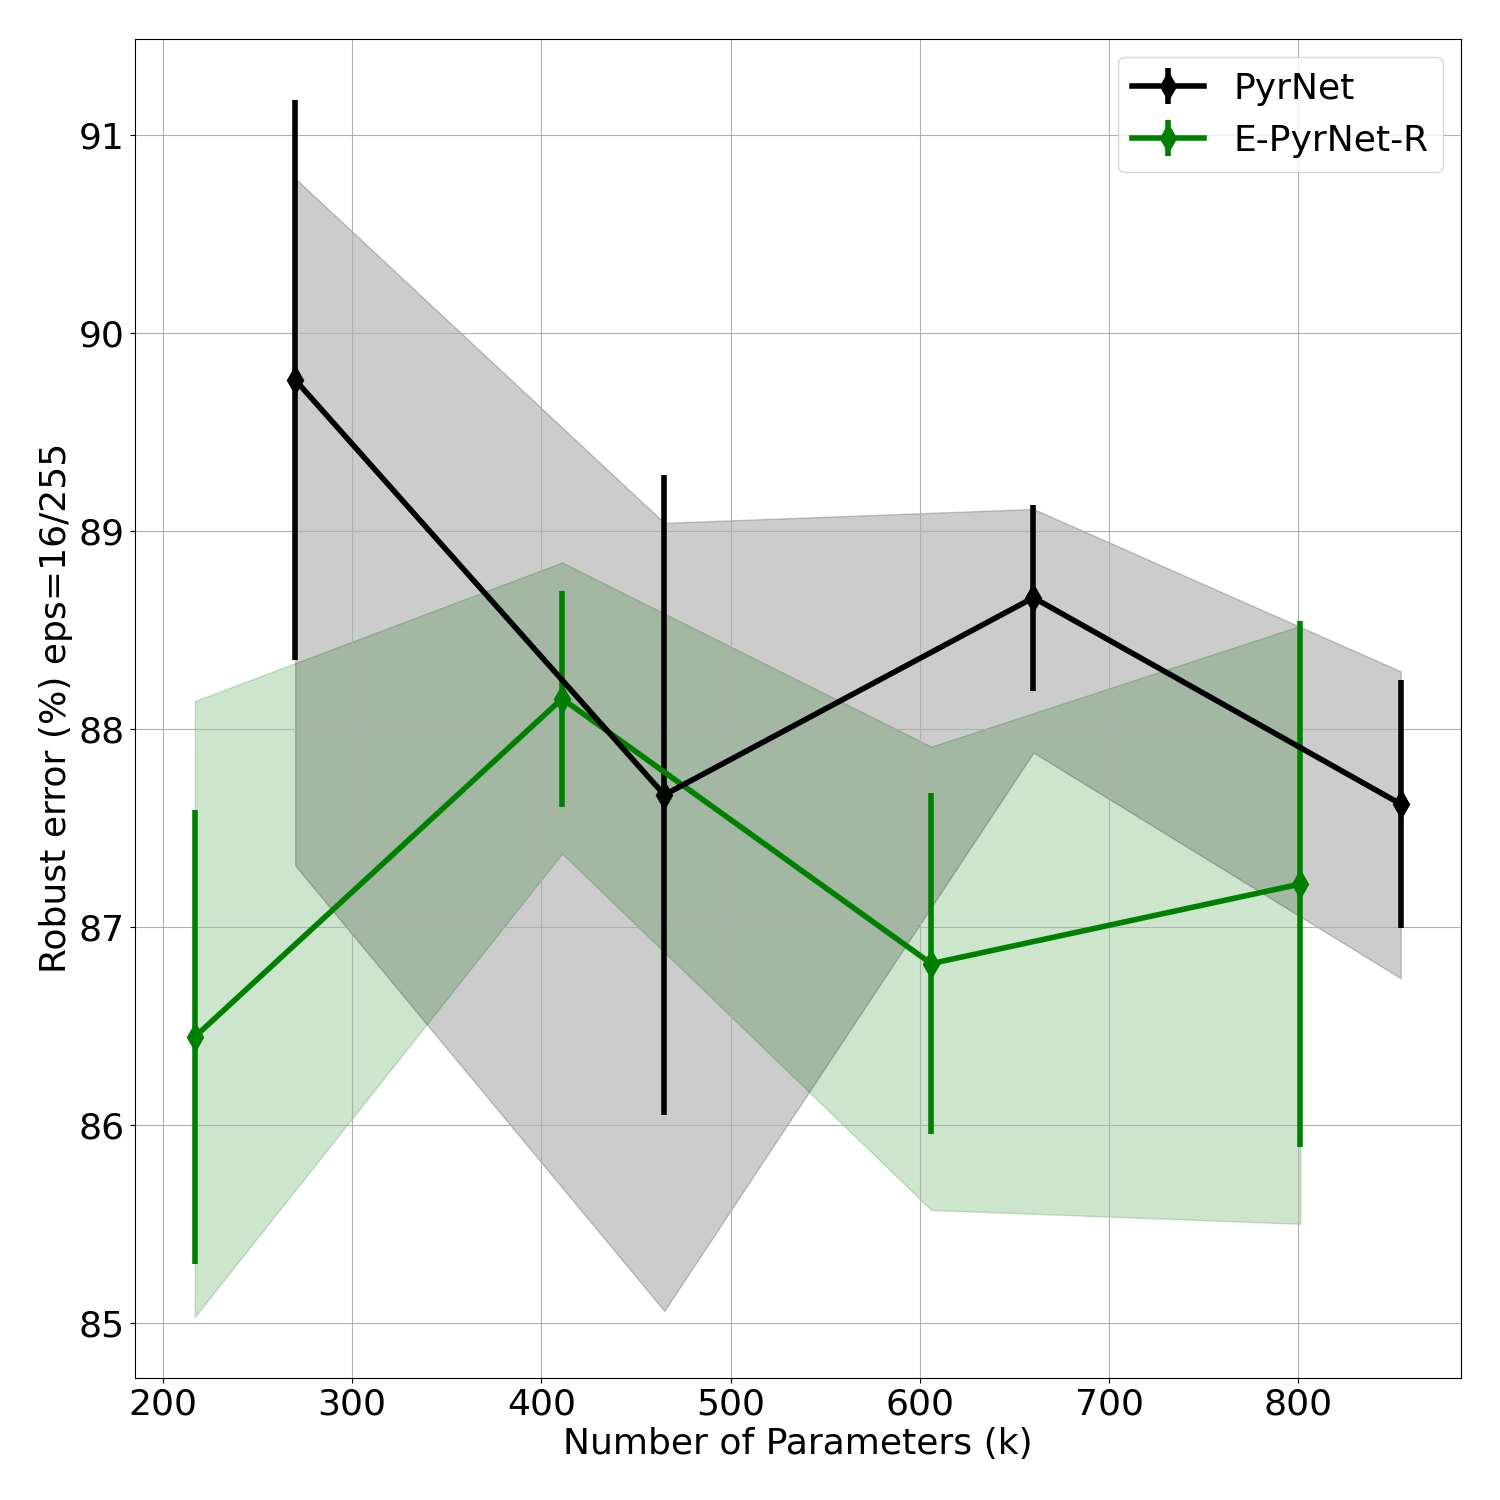 PyrNet
E-PyrNet-R
91
90
89
88
87
86
85
Robust error (%) eps=16/255
200 300 400 500 600 700 800
Number of Parameters (k)